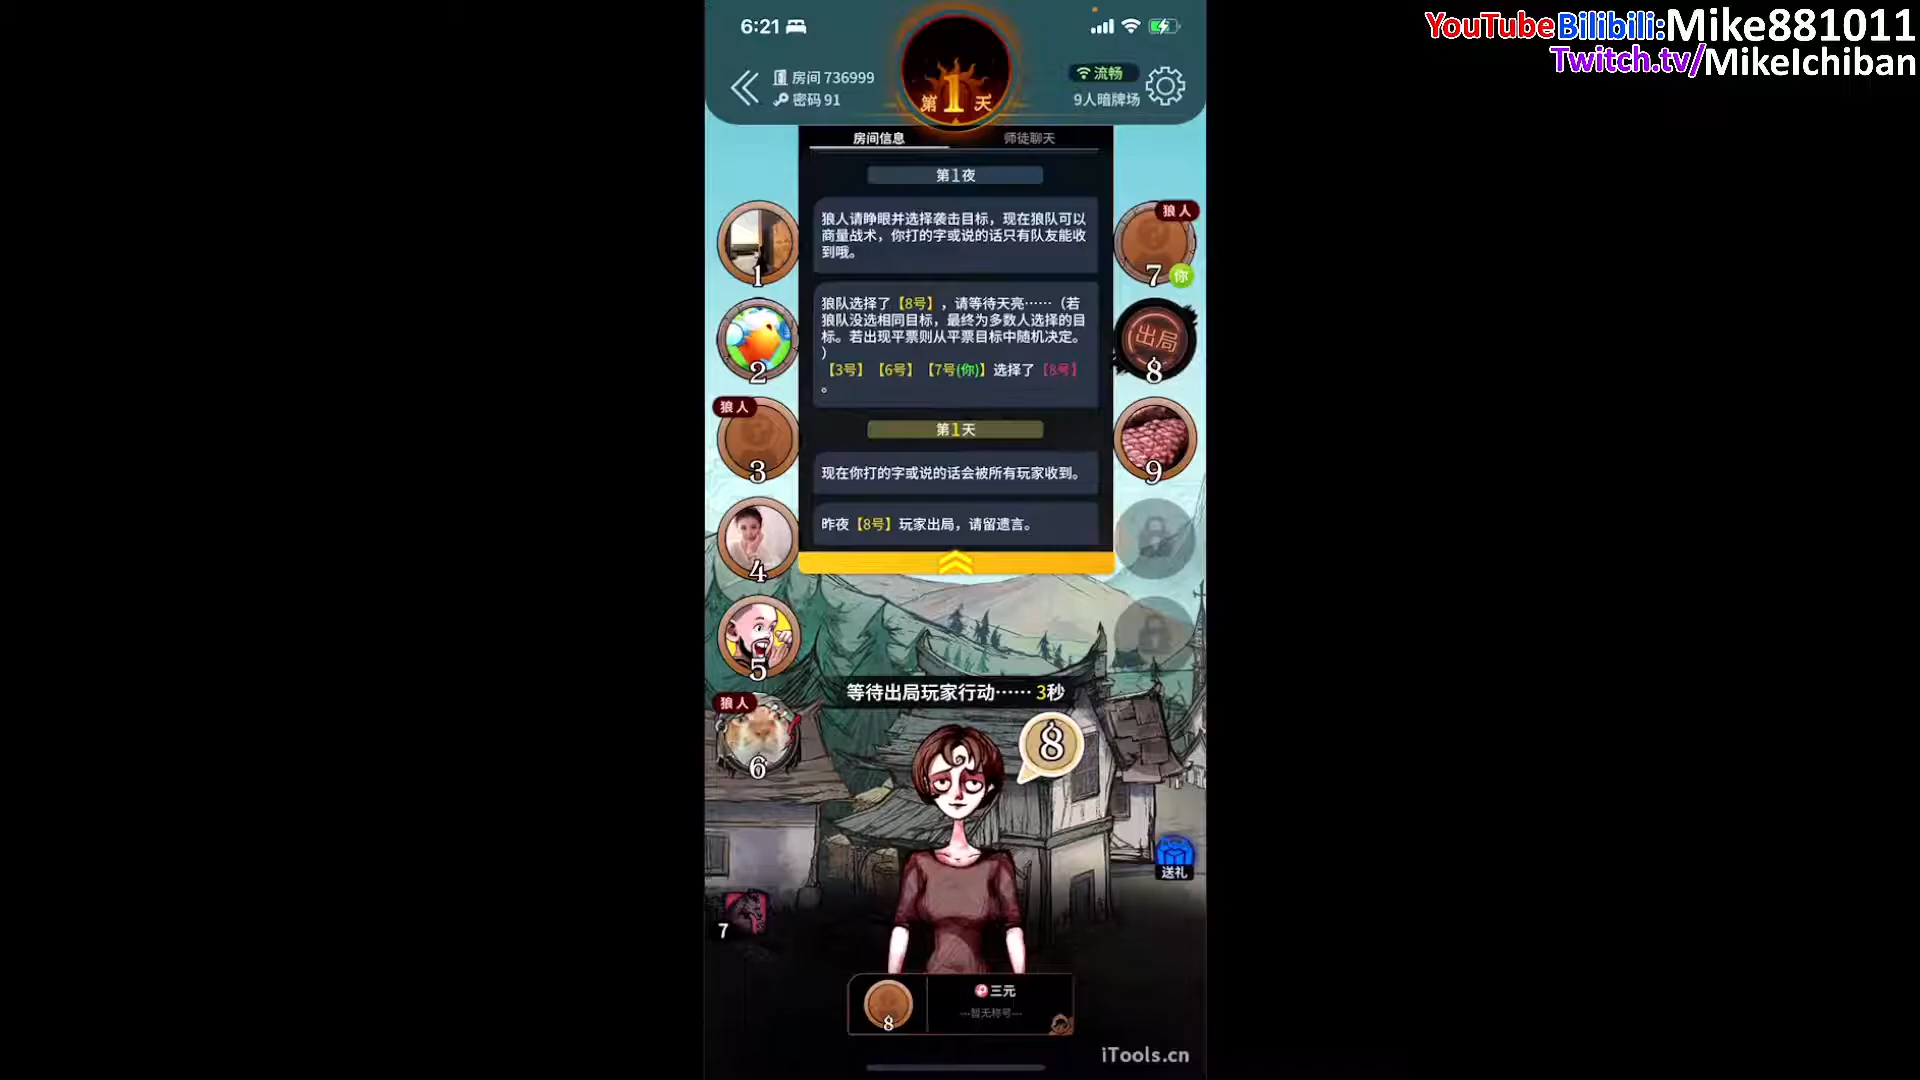 YouTube Bilibili:Mike881011
Twitch.tv/MikeIchiban
6:21
房间 736999
密码 91
第1天
流畅
9人暗牌场
房间信息
师徒聊天
第1夜
狼人请睁眼并选择袭击目标，现在狼队可以
商量战术，你打的字或说的话只有队友能收
到哦。
狼队选择了【8号】，请等待天亮……（若
狼队没选相同目标，最终为多数人选择的目
标。若出现平票则从平票目标中随机决定。
）
【3号】【6号】【7号(你)】选择了【8号】
。
第1天
现在你打的字或说的话会被所有玩家收到。
昨夜【8号】玩家出局，请留遗言。
1
2
狼人
3
4
5
狼人
6
狼人
7
你
出局
8
9
等待出局玩家行动…… 3秒
8
送礼
7
8
三元
---暂无称号---
iTools.cn